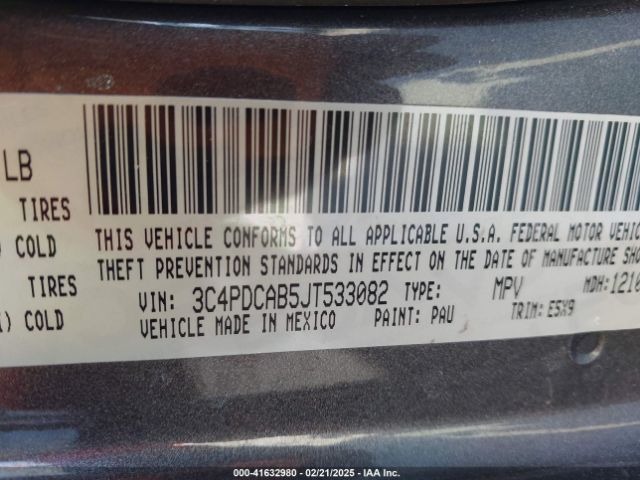 LB
TIRES
COLD
TIRES
COLD
THIS VEHICLE CONFORMS TO ALL APPLICABLE U.S.A. FEDERAL MOTOR VEHIC
THEFT PREVENTION STANDARDS IN EFFECT ON THE DATE OF MANUFACTURE SHO
VIN: 3C4PDCAB5JT533082 TYPE: MPV MDH:1210
VEHICLE MADE IN MEXICO PAINT: PAU TRIM: E5X9
000-41632980 - 02/21/2025 - IAA Inc.